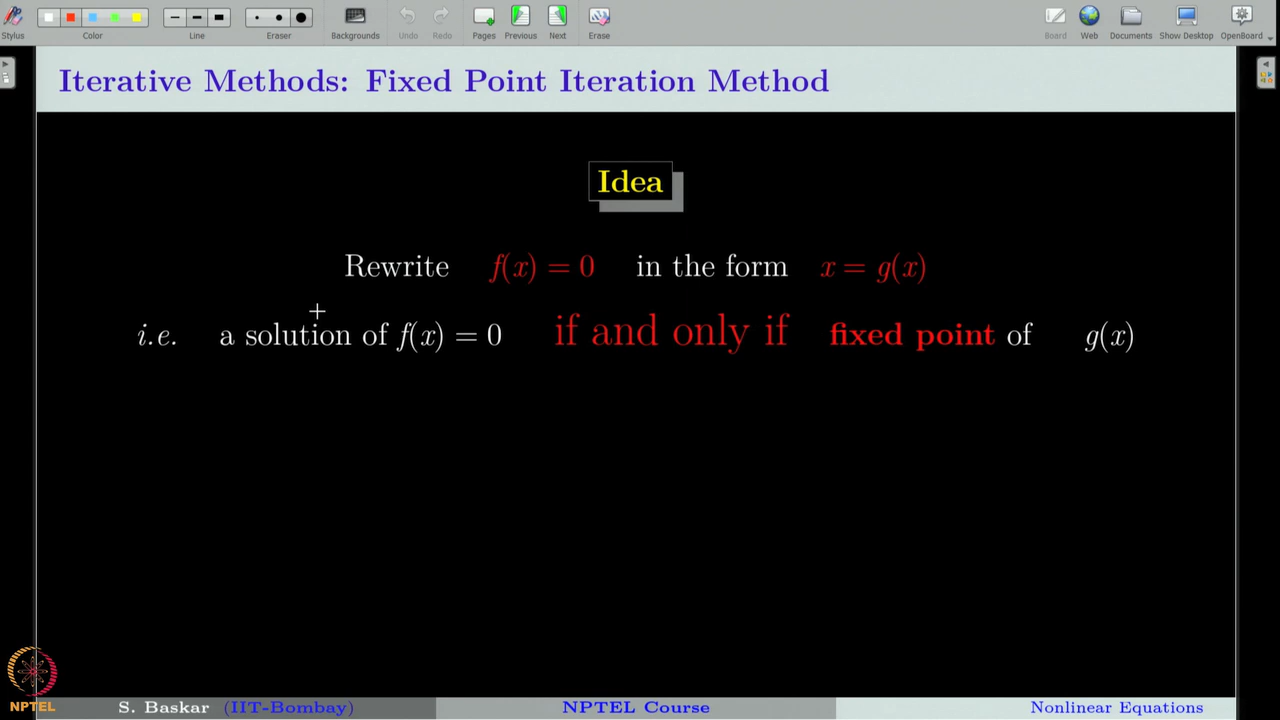 Stylus Color Line Eraser Backgrounds Undo Redo Pages Previous Next Erase Board Web Documents Show Desktop OpenBoard
Iterative Methods: Fixed Point Iteration Method
Idea
Rewrite f(x) = 0 in the form x = g(x)
i.e. a solution of f(x) = 0 if and only if fixed point of g(x)
NPTEL
S. Baskar (IIT-Bombay) NPTEL Course Nonlinear Equations